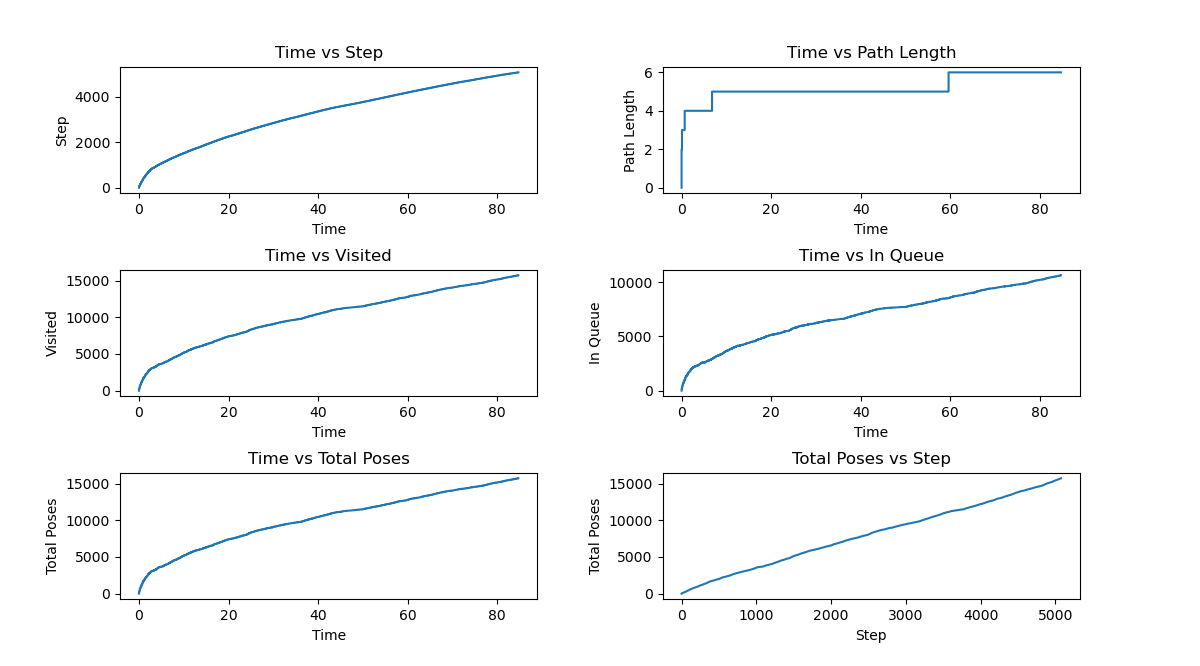 Time vs Step
Step
4000
2000
0
0 20 40 60 80
Time
Time vs Path Length
Path Length
6
4
2
0
0 20 40 60 80
Time
Time vs Visited
Visited
15000
10000
5000
0
0 20 40 60 80
Time
Time vs In Queue
In Queue
10000
5000
0
0 20 40 60 80
Time
Time vs Total Poses
Total Poses
15000
10000
5000
0
0 20 40 60 80
Time
Total Poses vs Step
Total Poses
15000
10000
5000
0
0 1000 2000 3000 4000 5000
Step